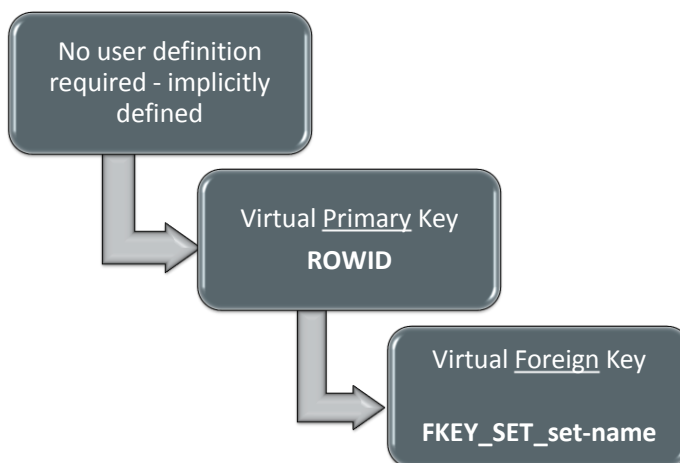 No user definition
required - implicitly
defined
Virtual Primary Key
ROWID
Virtual Foreign Key
FKEY_SET_set-name